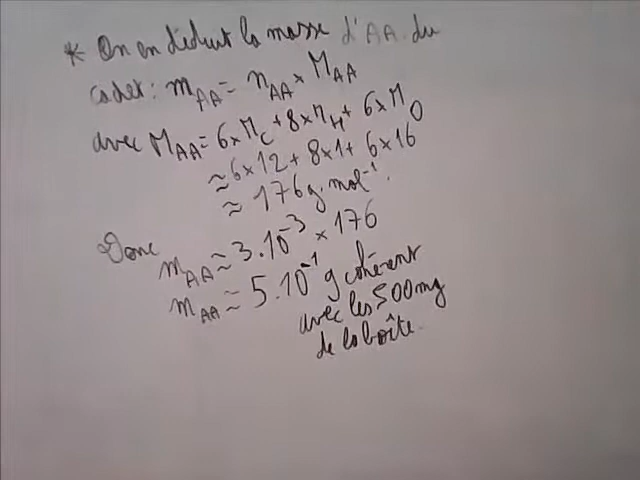 * On en déduit la masse d'AA du
cachet : m_AA = n_AA × M_AA
avec M_AA = 6×M_C + 8×M_H + 6×M_O
≈ 6×12 + 8×1 + 6×16
≈ 176 g.mol⁻¹.
Donc m_AA ≈ 3.10⁻³ × 176
m_AA ≈ 5.10⁻¹ g cohérent
avec les 500mg
de la boîte.